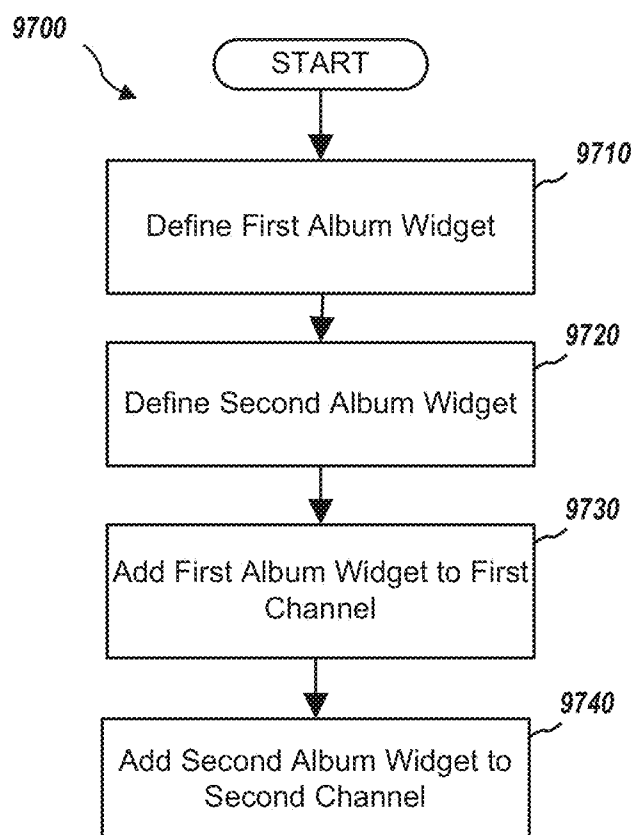 9700
START
9710
Define First Album Widget
9720
Define Second Album Widget
9730
Add First Album Widget to First
Channel
9740
Add Second Album Widget to
Second Channel